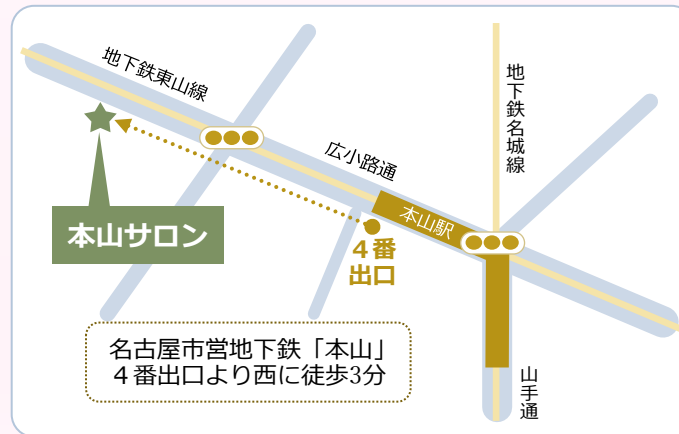 地下鉄東山線
地下鉄名城線
広小路通
本山駅
本山サロン
４番
出口
名古屋市営地下鉄「本山」
４番出口より西に徒歩3分
山手通